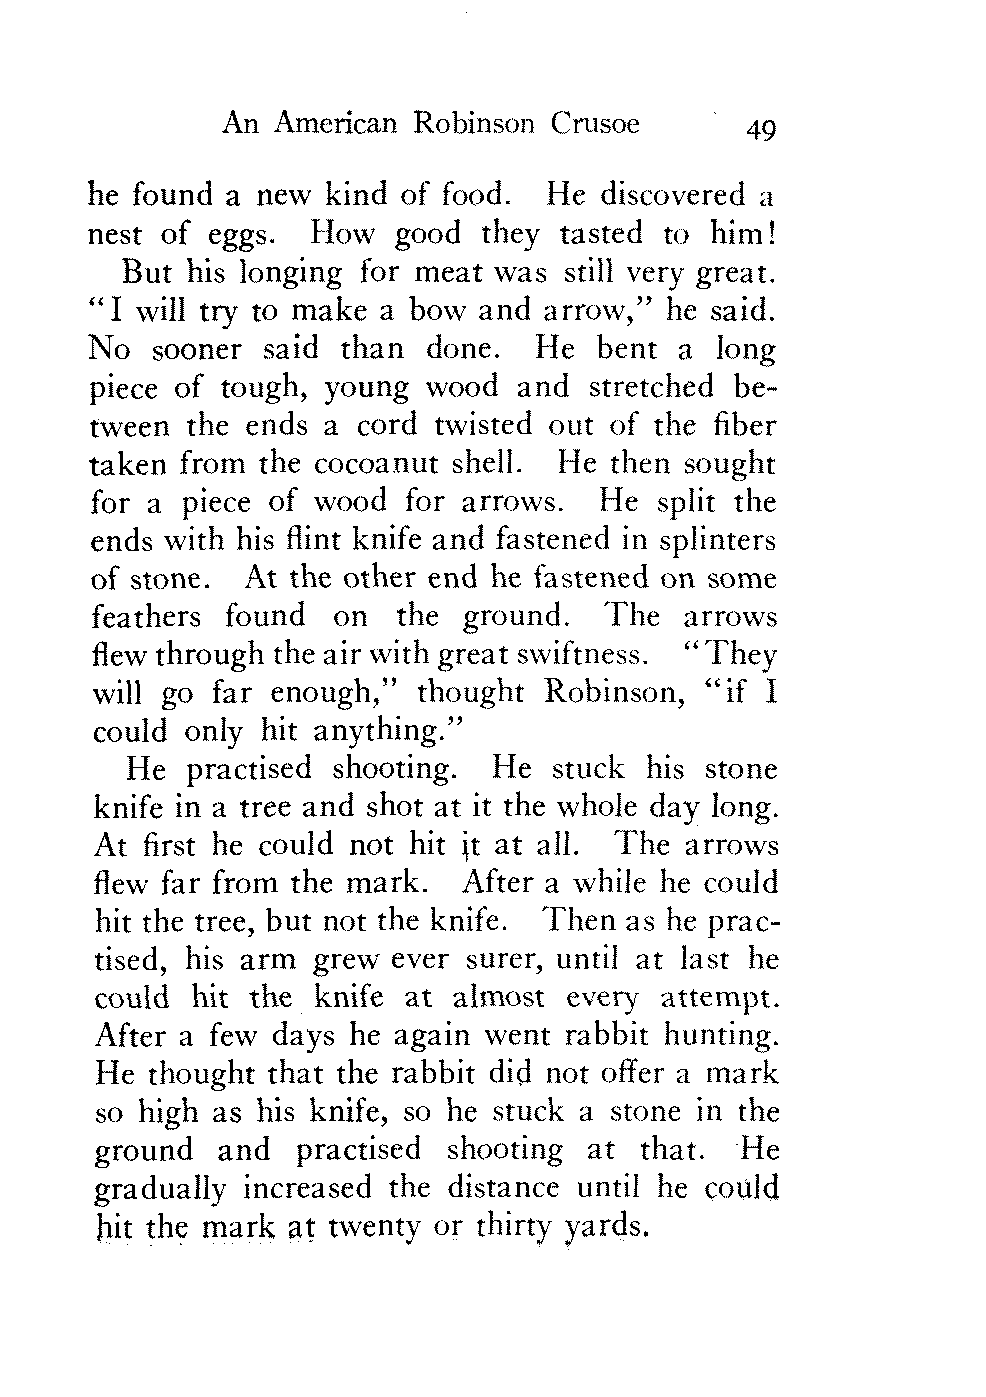 An American Robinson Crusoe 49
he found a new kind of food. He discovered a
nest of eggs. How good they tasted to him!
But his longing for meat was still very great.
"I will try to make a bow and arrow," he said.
No sooner said than done. He bent a long
piece of tough, young wood and stretched be-
tween the ends a cord twisted out of the fiber
taken from the cocoanut shell. He then sought
for a piece of wood for arrows. He split the
ends with his flint knife and fastened in splinters
of stone. At the other end he fastened on some
feathers found on the ground. The arrows
flew through the air with great swiftness. "They
will go far enough," thought Robinson, "if I
could only hit anything."
He practised shooting. He stuck his stone
knife in a tree and shot at it the whole day long.
At first he could not hit it at all. The arrows
flew far from the mark. After a while he could
hit the tree, but not the knife. Then as he prac-
tised, his arm grew ever surer, until at last he
could hit the knife at almost every attempt.
After a few days he again went rabbit hunting.
He thought that the rabbit did not offer a mark
so high as his knife, so he stuck a stone in the
ground and practised shooting at that. He
gradually increased the distance until he could
hit the mark at twenty or thirty yards.